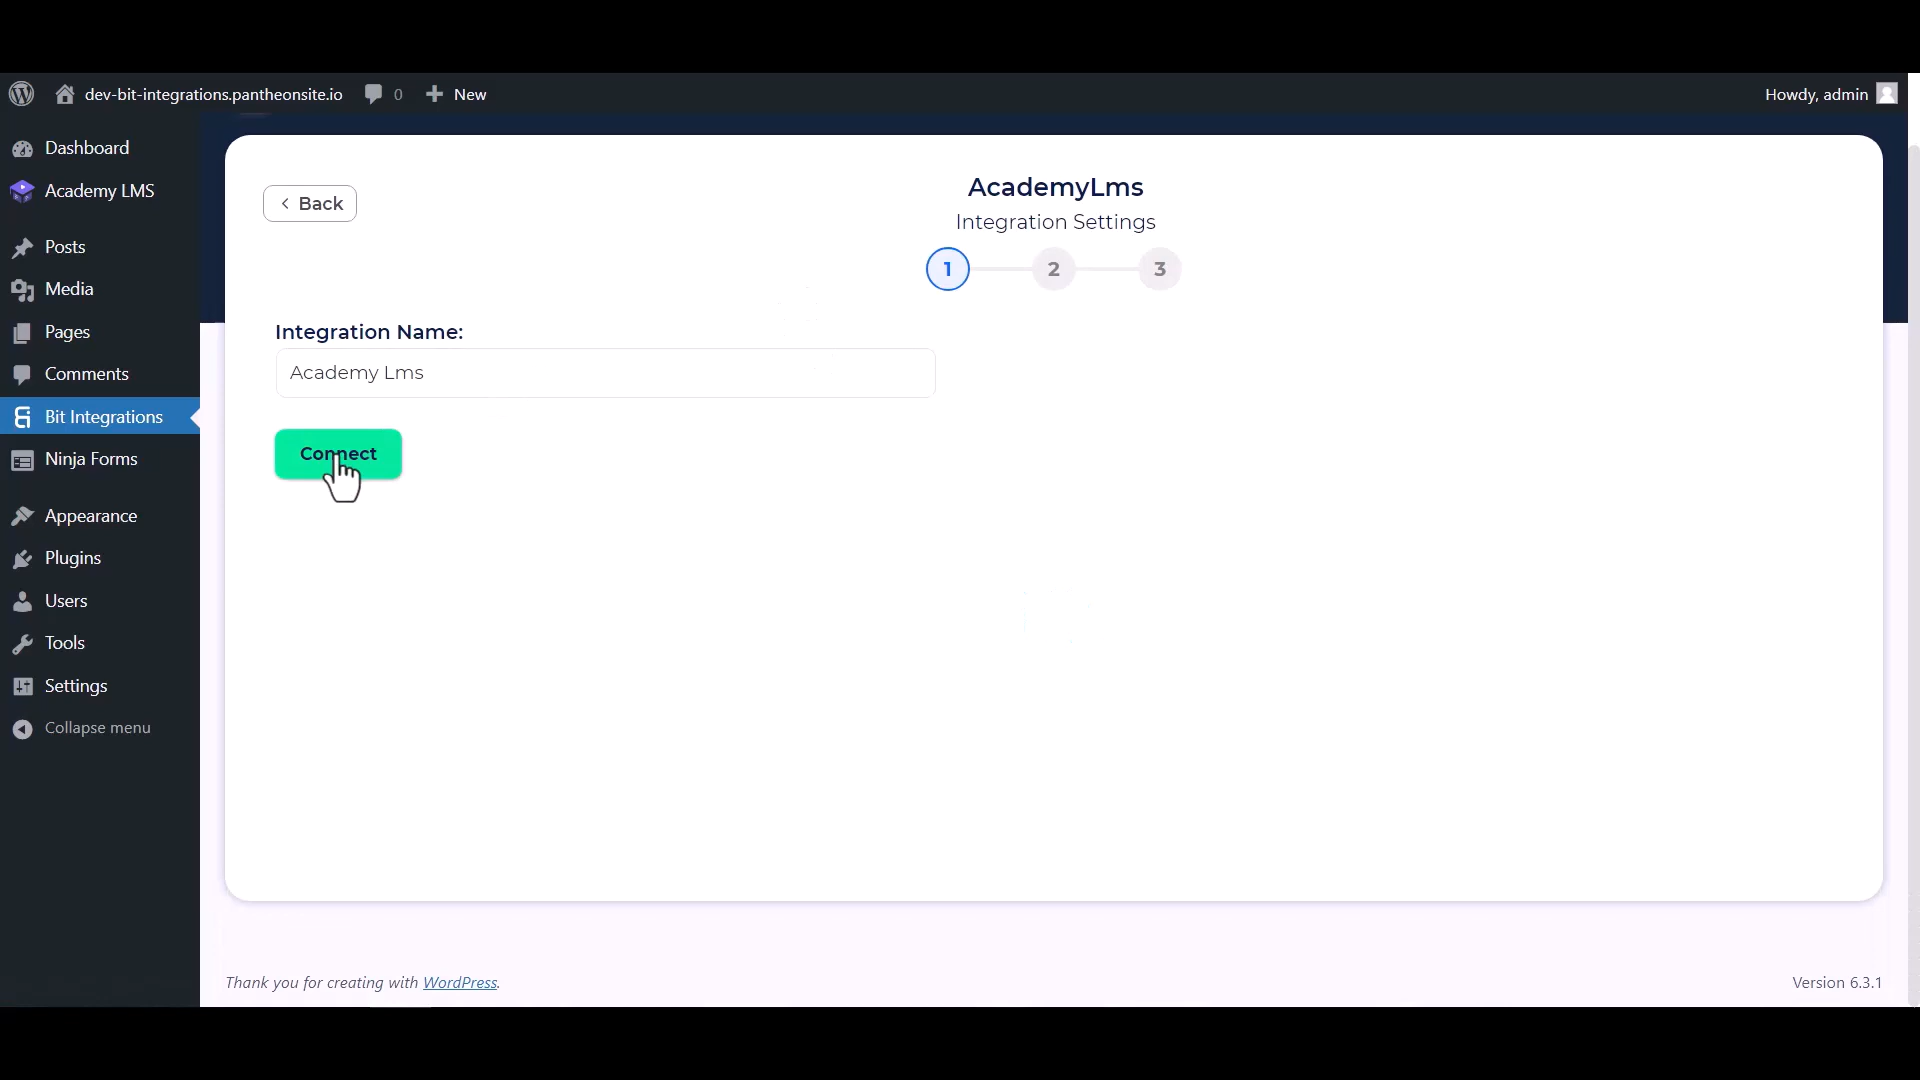 dev-bit-integrations.pantheonsite.io
0
New
Howdy, admin
Dashboard
Academy LMS
Posts
Media
Pages
Comments
Bit Integrations
Ninja Forms
Appearance
Plugins
Users
Tools
Settings
Collapse menu
Back
AcademyLms
Integration Settings
1 2 3
Integration Name:
Academy Lms
Connect
Thank you for creating with WordPress.
Version 6.3.1